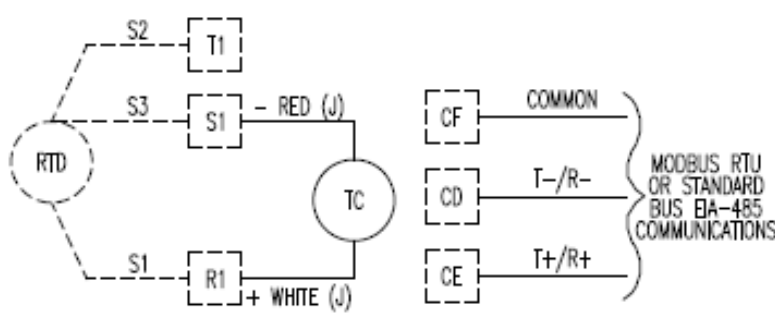 S2
T1
S3
S1
- RED (J)
RTD
TC
S1
R1
+ WHITE (J)
CF
COMMON
CD
T-/R-
CE
T+/R+
MODBUS RTU
OR STANDARD
BUS EIA-485
COMMUNICATIONS